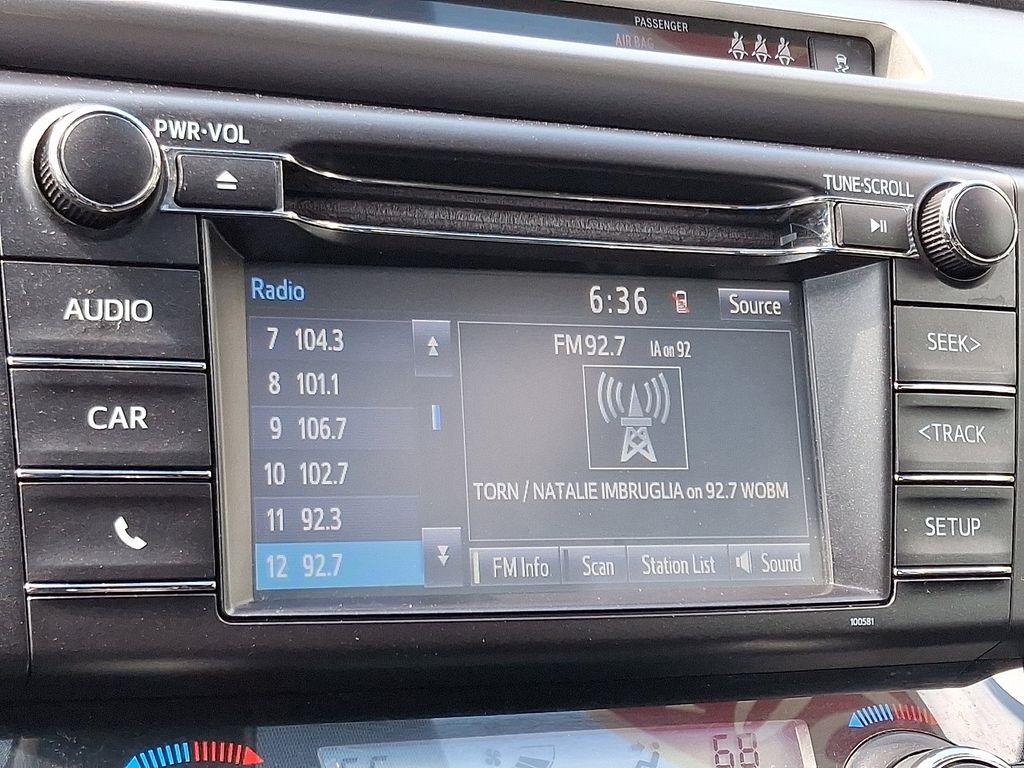 PASSENGER
AIR BAG
PWR·VOL
TUNE·SCROLL
AUDIO
CAR
Radio
6:36
Source
7 104.3
8 101.1
9 106.7
10 102.7
11 92.3
12 92.7
FM 92.7 IA on 92
TORN / NATALIE IMBRUGLIA on 92.7 WOBM
FM Info
Scan
Station List
Sound
SEEK>
<TRACK
SETUP
100581
68